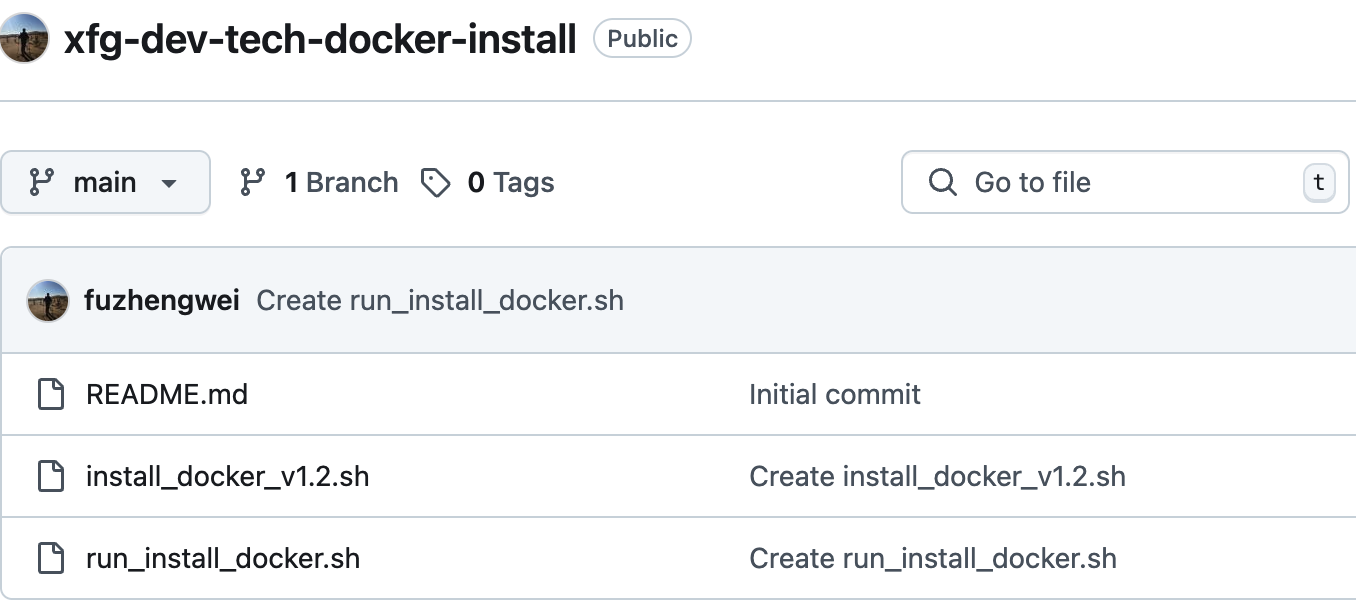 xfg-dev-tech-docker-install Public
main 1 Branch 0 Tags Go to file t
fuzhengwei Create run_install_docker.sh
README.md Initial commit
install_docker_v1.2.sh Create install_docker_v1.2.sh
run_install_docker.sh Create run_install_docker.sh